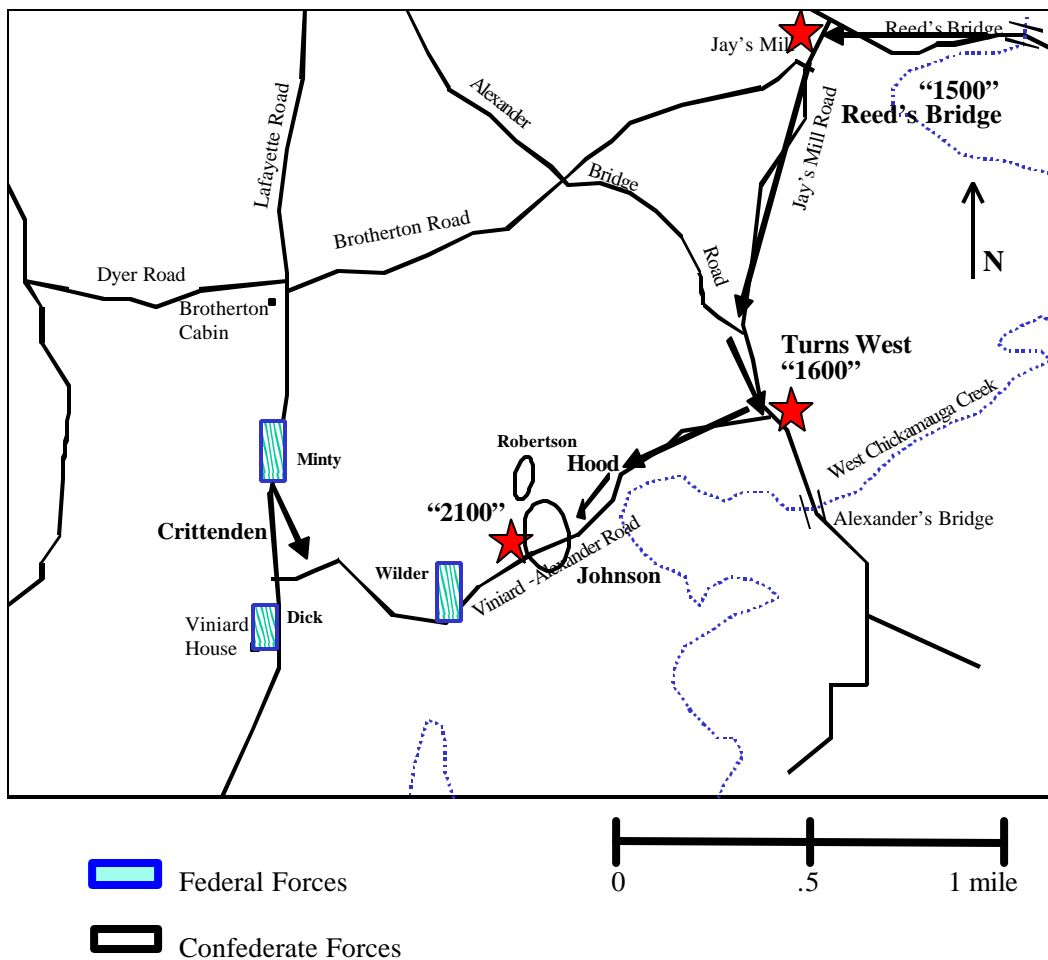 Reed's Bridge
Jay's Mill
"1500"
Reed's Bridge
Lafayette Road
Alexander
Bridge
Road
Jay's Mill Road
Brotherton Road
N
Dyer Road
Brotherton
Cabin
Turns West
"1600"
West Chickamauga Creek
Minty
Robertson
Hood
"2100"
Alexander's Bridge
Crittenden
Wilder
Johnson
Viniard -Alexander Road
Dick
Viniard
House
0
.5
1 mile
Federal Forces
Confederate Forces